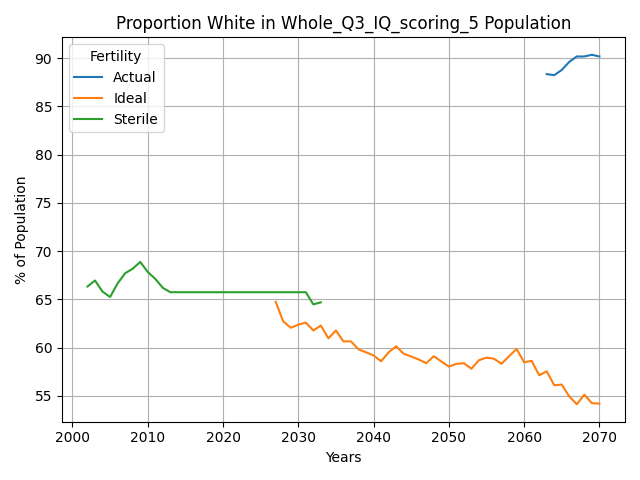 Proportion White in Whole_Q3_IQ_scoring_5 Population
Fertility
Actual
Ideal
Sterile
% of Population
90
85
80
75
70
65
60
55
2000 2010 2020 2030 2040 2050 2060 2070
Years